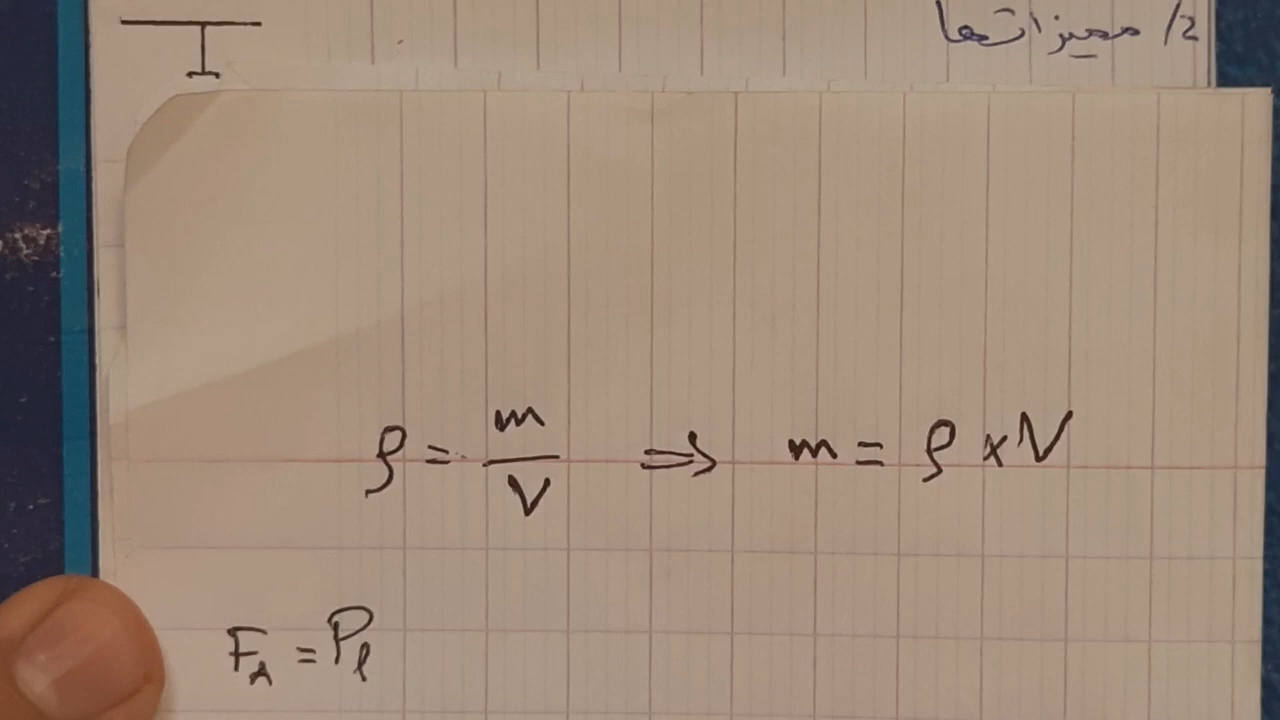 2/ مميزاتها
ρ = m/V ⟹ m = ρ × V
F_A = P_l